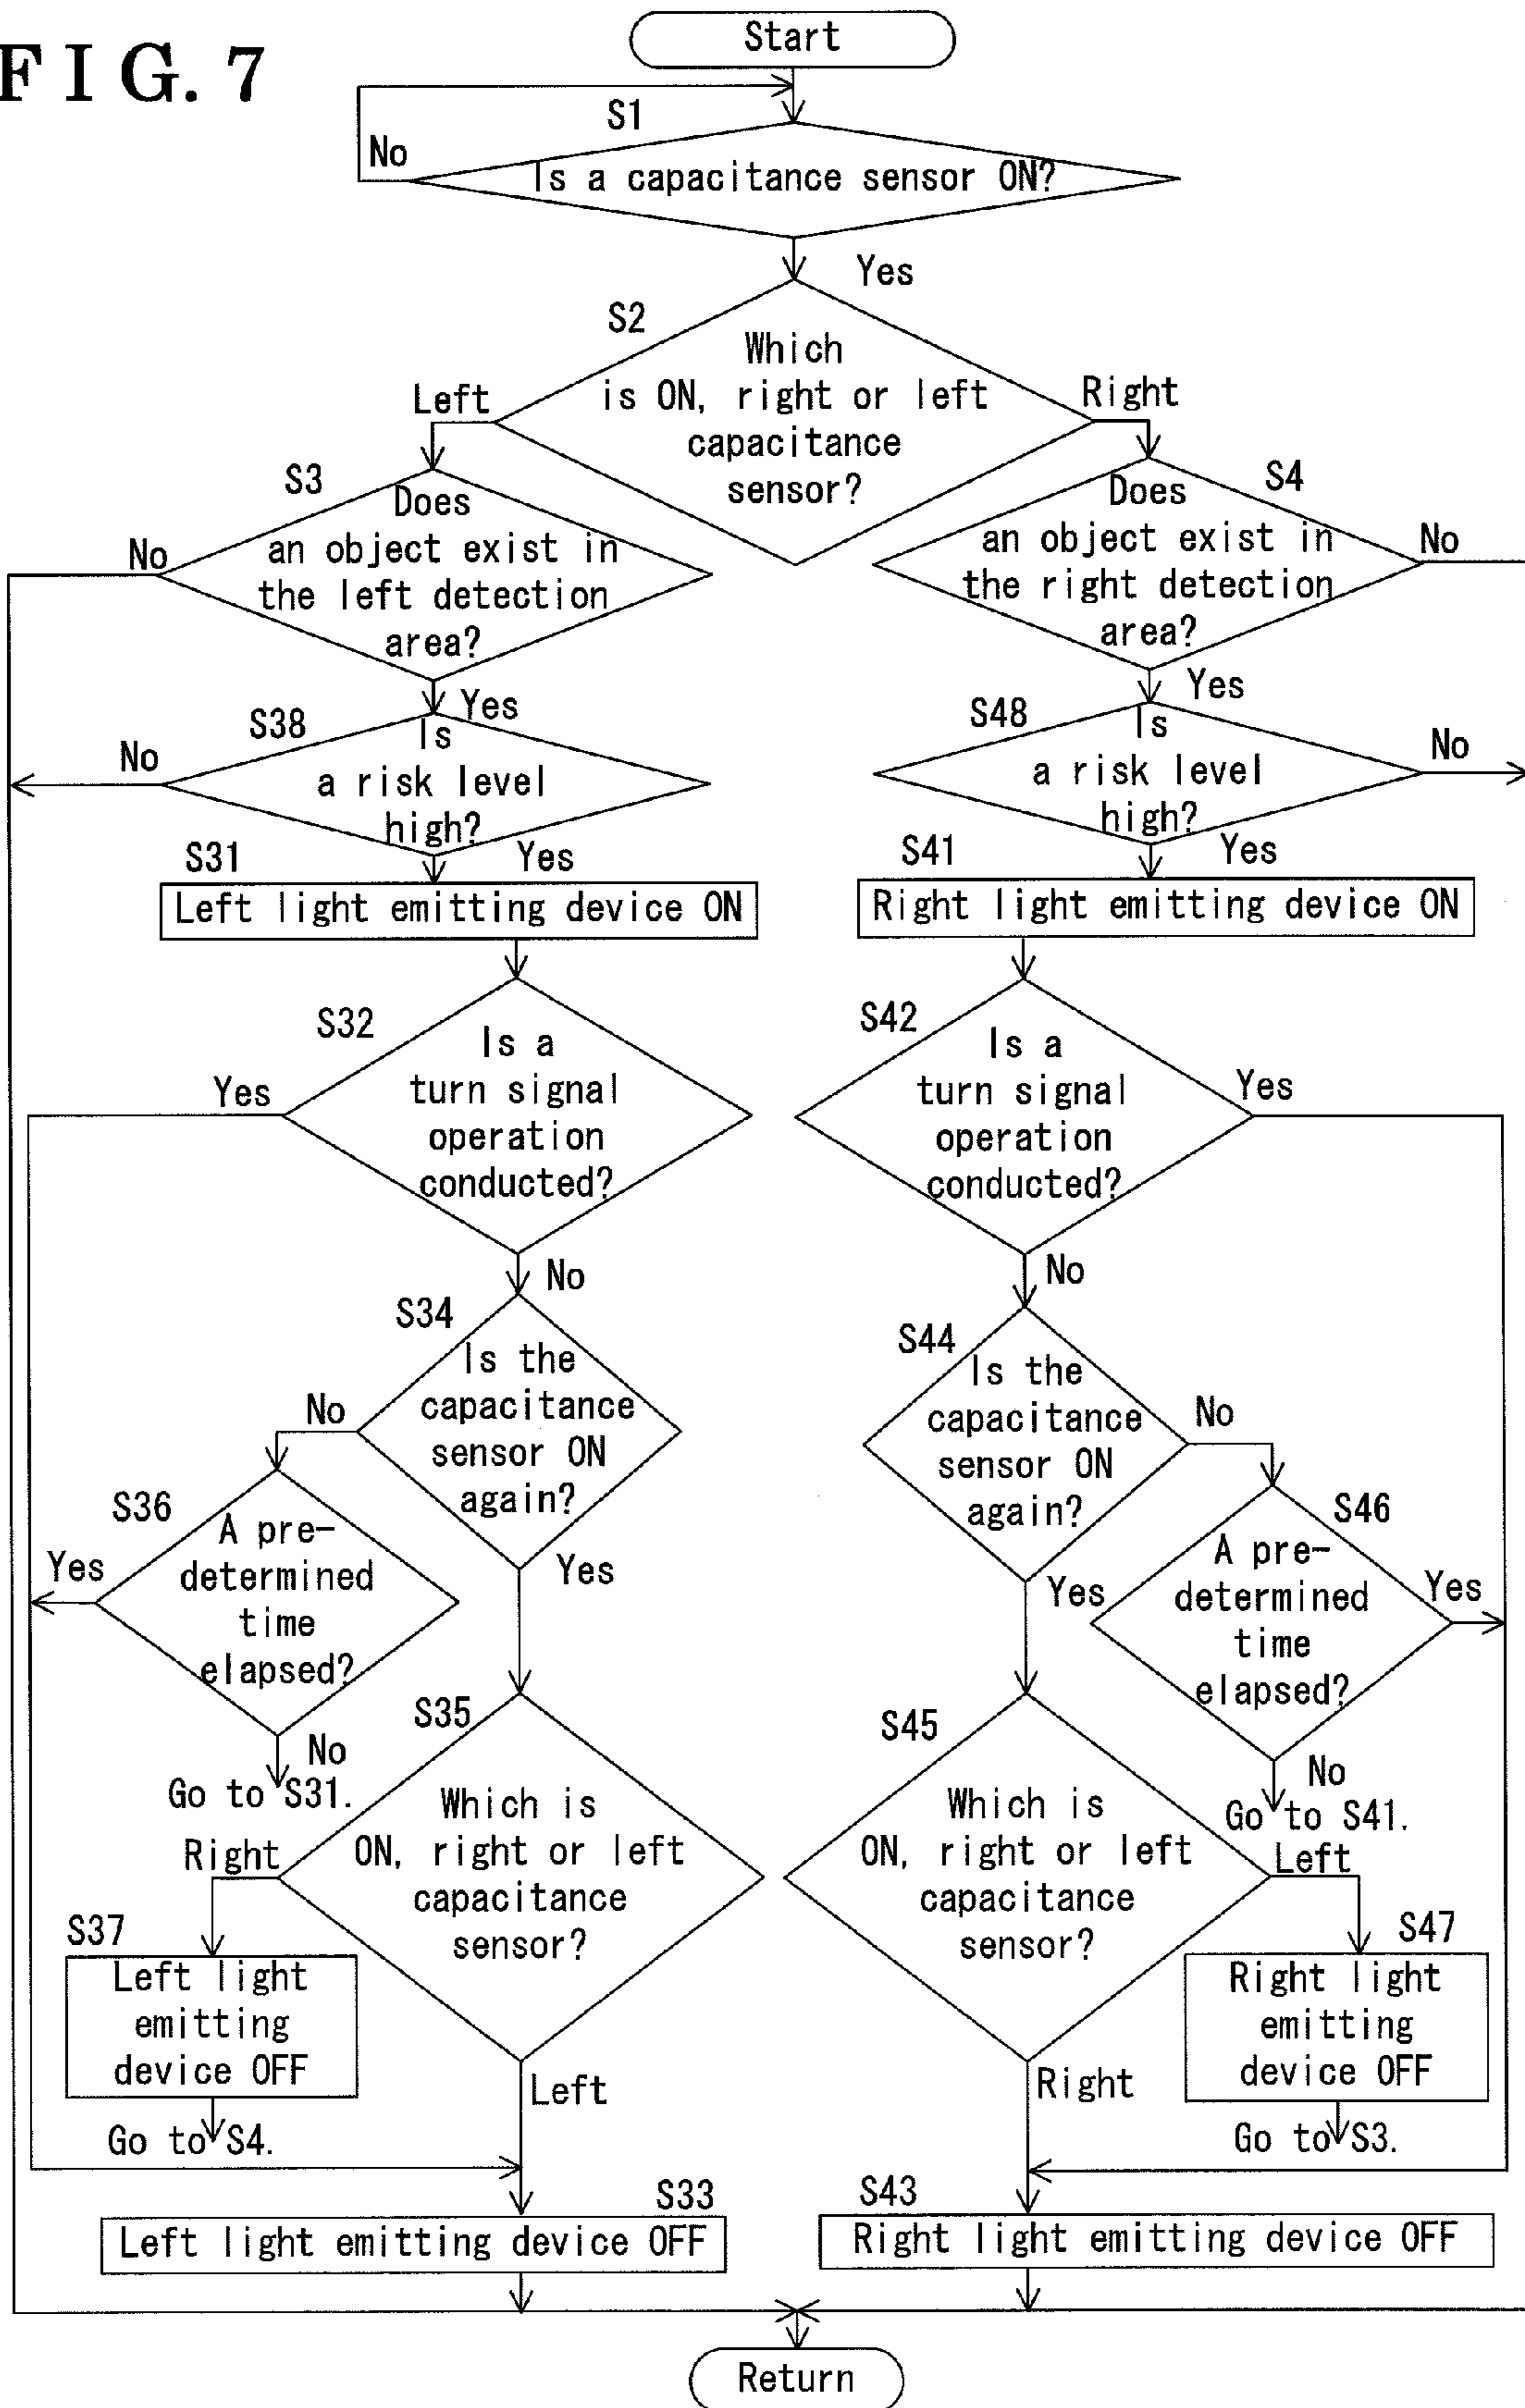 FIG. 7
Start
S1
No
Is a capacitance sensor ON?
Yes
S2
Which
is ON, right or left
capacitance
sensor?
Left
Right
S3
Does
an object exist in
the left detection
area?
No
Yes
S4
Does
an object exist in
the right detection
area?
No
Yes
S38
Is
a risk level
high?
No
Yes
S48
Is
a risk level
high?
No
Yes
S31
Left light emitting device ON
S41
Right light emitting device ON
S32
Is a
turn signal
operation
conducted?
Yes
No
S42
Is a
turn signal
operation
conducted?
Yes
No
S34
Is the
capacitance
sensor ON
again?
No
Yes
S44
Is the
capacitance
sensor ON
again?
No
Yes
S36
A pre-
determined
time
elapsed?
Yes
No
Go to S31.
S46
A pre-
determined
time
elapsed?
Yes
No
Go to S41.
S35
Which is
ON, right or left
capacitance
sensor?
Right
Left
S45
Which is
ON, right or left
capacitance
sensor?
Left
Right
S37
Left light
emitting
device OFF
Go to S4.
S47
Right light
emitting
device OFF
Go to S3.
S33
Left light emitting device OFF
S43
Right light emitting device OFF
Return